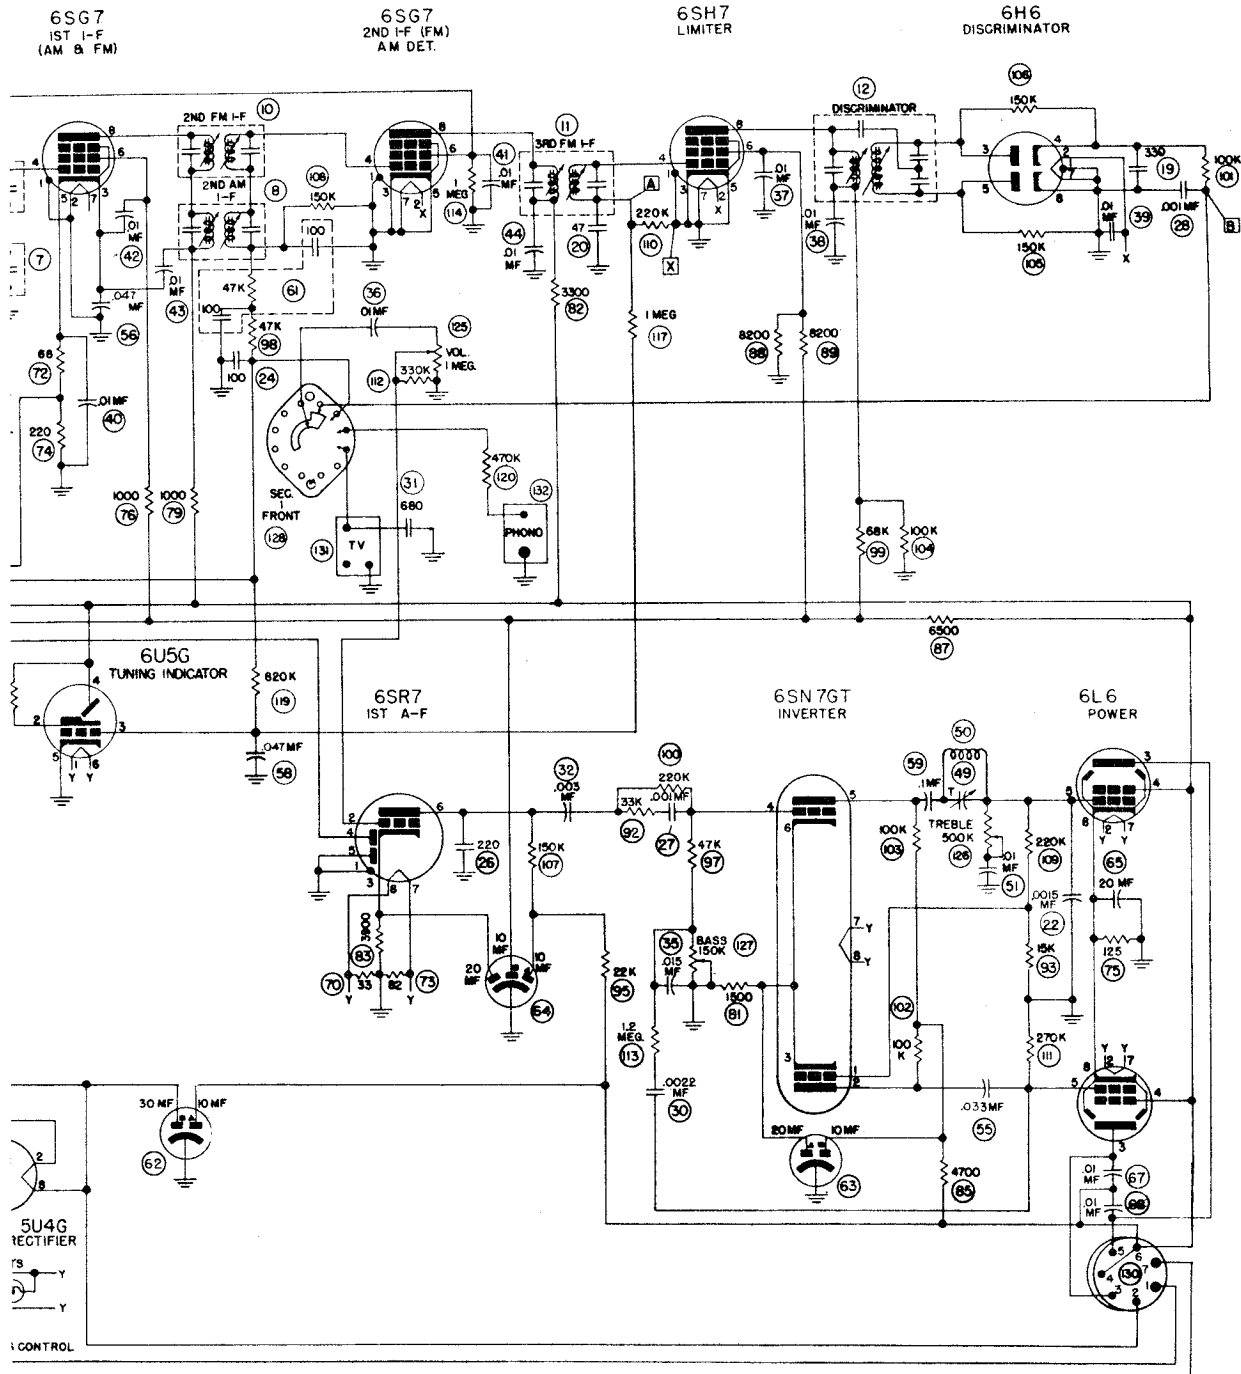 6SG7
1ST I-F
(AM & FM)
6SG7
2ND I-F (FM)
AM DET.
6SH7
LIMITER
6H6
DISCRIMINATOR
2ND FM I-F
10
2ND AM
I-F
8
108
150K
100
61
47K
100
47K
98
100
24
41
.01
MF
1
MEG
114
11
3RD FM I-F
A
44
.01
MF
47
20
220K
110
X
.01
MF
37
12
DISCRIMINATOR
.01
MF
38
106
150K
150K
105
330
19
.01
MF
39
.001MF
28
100K
101
B
X
7
.01
MF
42
.047
MF
56
.01
MF
43
68
72
.01MF
40
220
74
36
.01MF
125
VOL.
1 MEG.
330K
112
3300
82
1 MEG
117
8200
88
8200
89
1000
76
1000
79
SEC.
1
FRONT
128
31
680
131
TV
470K
120
132
PHONO
68K
99
100K
104
6500
87
6U5G
TUNING INDICATOR
820K
119
.047MF
58
6SR7
1ST A-F
6SN7GT
INVERTER
6L6
POWER
32
.003
MF
100
220K
33K
92
.001MF
27
47K
97
220
26
150K
107
59
.1MF
50
49
T
TREBLE
500K
126
.01
MF
51
100K
103
220K
109
.0015
MF
22
65
20 MF
125
75
15K
93
270K
111
3900
83
70
33
82
73
Y
Y
20
MF
10
MF
10
MF
64
22K
95
35
.015
MF
BASS
150K
127
1500
81
1.2
MEG.
113
.0022
MF
30
102
100
K
.033MF
55
20MF
10MF
63
4700
85
30 MF
10MF
62
.01
MF
67
.01
MF
130
5U4G
RECTIFIER
Y
Y
CONTROL